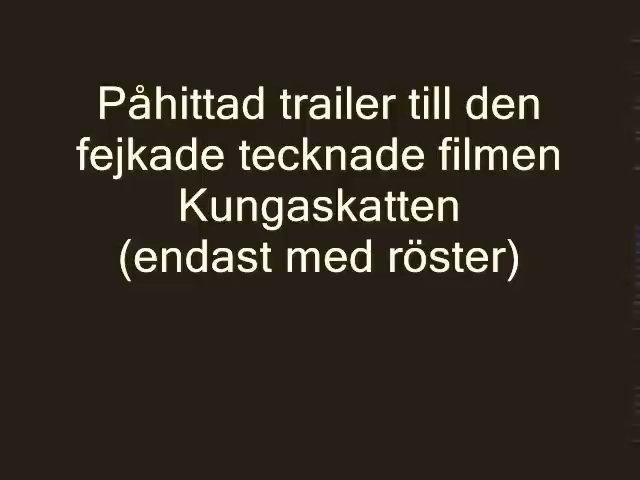 Påhittad trailer till den
fejkade tecknade filmen
Kungaskatten
(endast med röster)